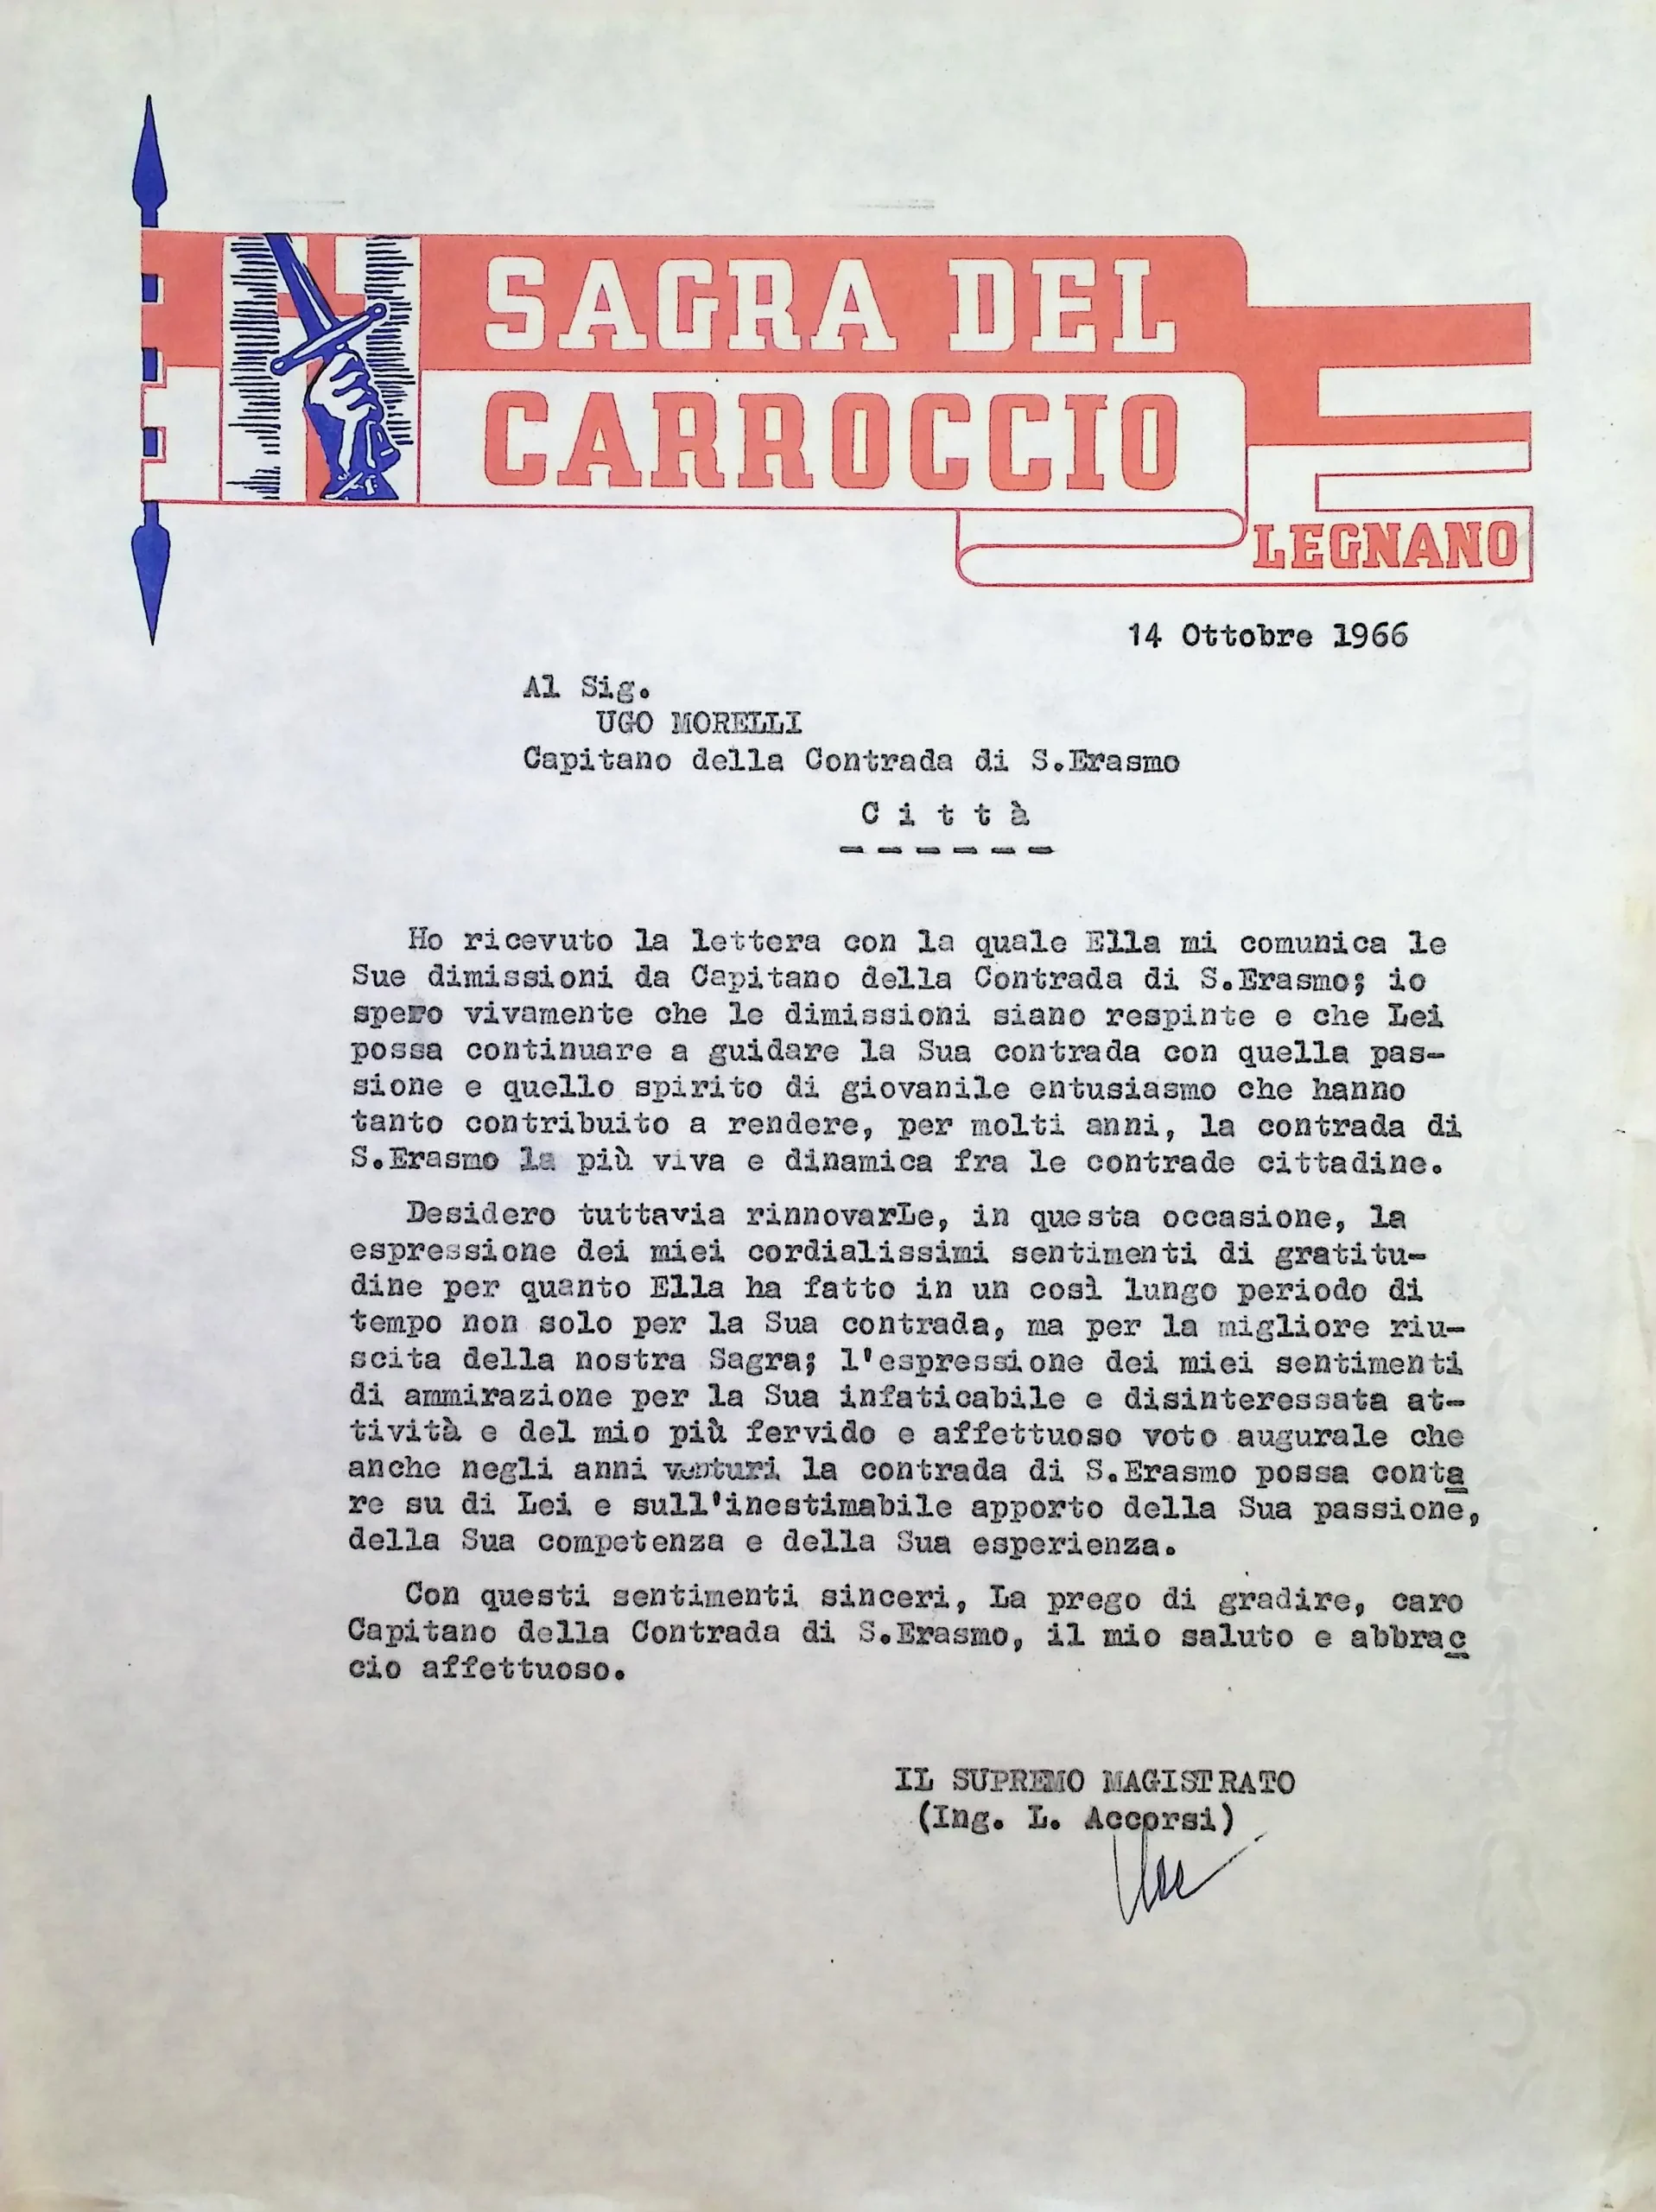 SAGRA DEL
CARROCCIO
LEGNANO
14 Ottobre 1966
Al Sig.
UGO MORELLI
Capitano della Contrada di S.Erasmo
C i t t à
------
Ho ricevuto la lettera con la quale Ella mi comunica le
Sue dimissioni da Capitano della Contrada di S.Erasmo; io
spero vivamente che le dimissioni siano respinte e che Lei
possa continuare a guidare la Sua contrada con quella pas-
sione e quello spirito di giovanile entusiasmo che hanno
tanto contribuito a rendere, per molti anni, la contrada di
S.Erasmo la più viva e dinamica fra le contrade cittadine.
Desidero tuttavia rinnovarLe, in questa occasione, la
espressione dei miei cordialissimi sentimenti di gratitu-
dine per quanto Ella ha fatto in un così lungo periodo di
tempo non solo per la Sua contrada, ma per la migliore riu-
scita della nostra Sagra; l'espressione dei miei sentimenti
di ammirazione per la Sua infaticabile e disinteressata at-
tività e del mio più fervido e affettuoso voto augurale che
anche negli anni venturi la contrada di S.Erasmo possa conta
re su di Lei e sull'inestimabile apporto della Sua passione,
della Sua competenza e della Sua esperienza.
Con questi sentimenti sinceri, La prego di gradire, caro
Capitano della Contrada di S.Erasmo, il mio saluto e abbrac
cio affettuoso.
IL SUPREMO MAGISTRATO
(Ing. L. Accorsi)